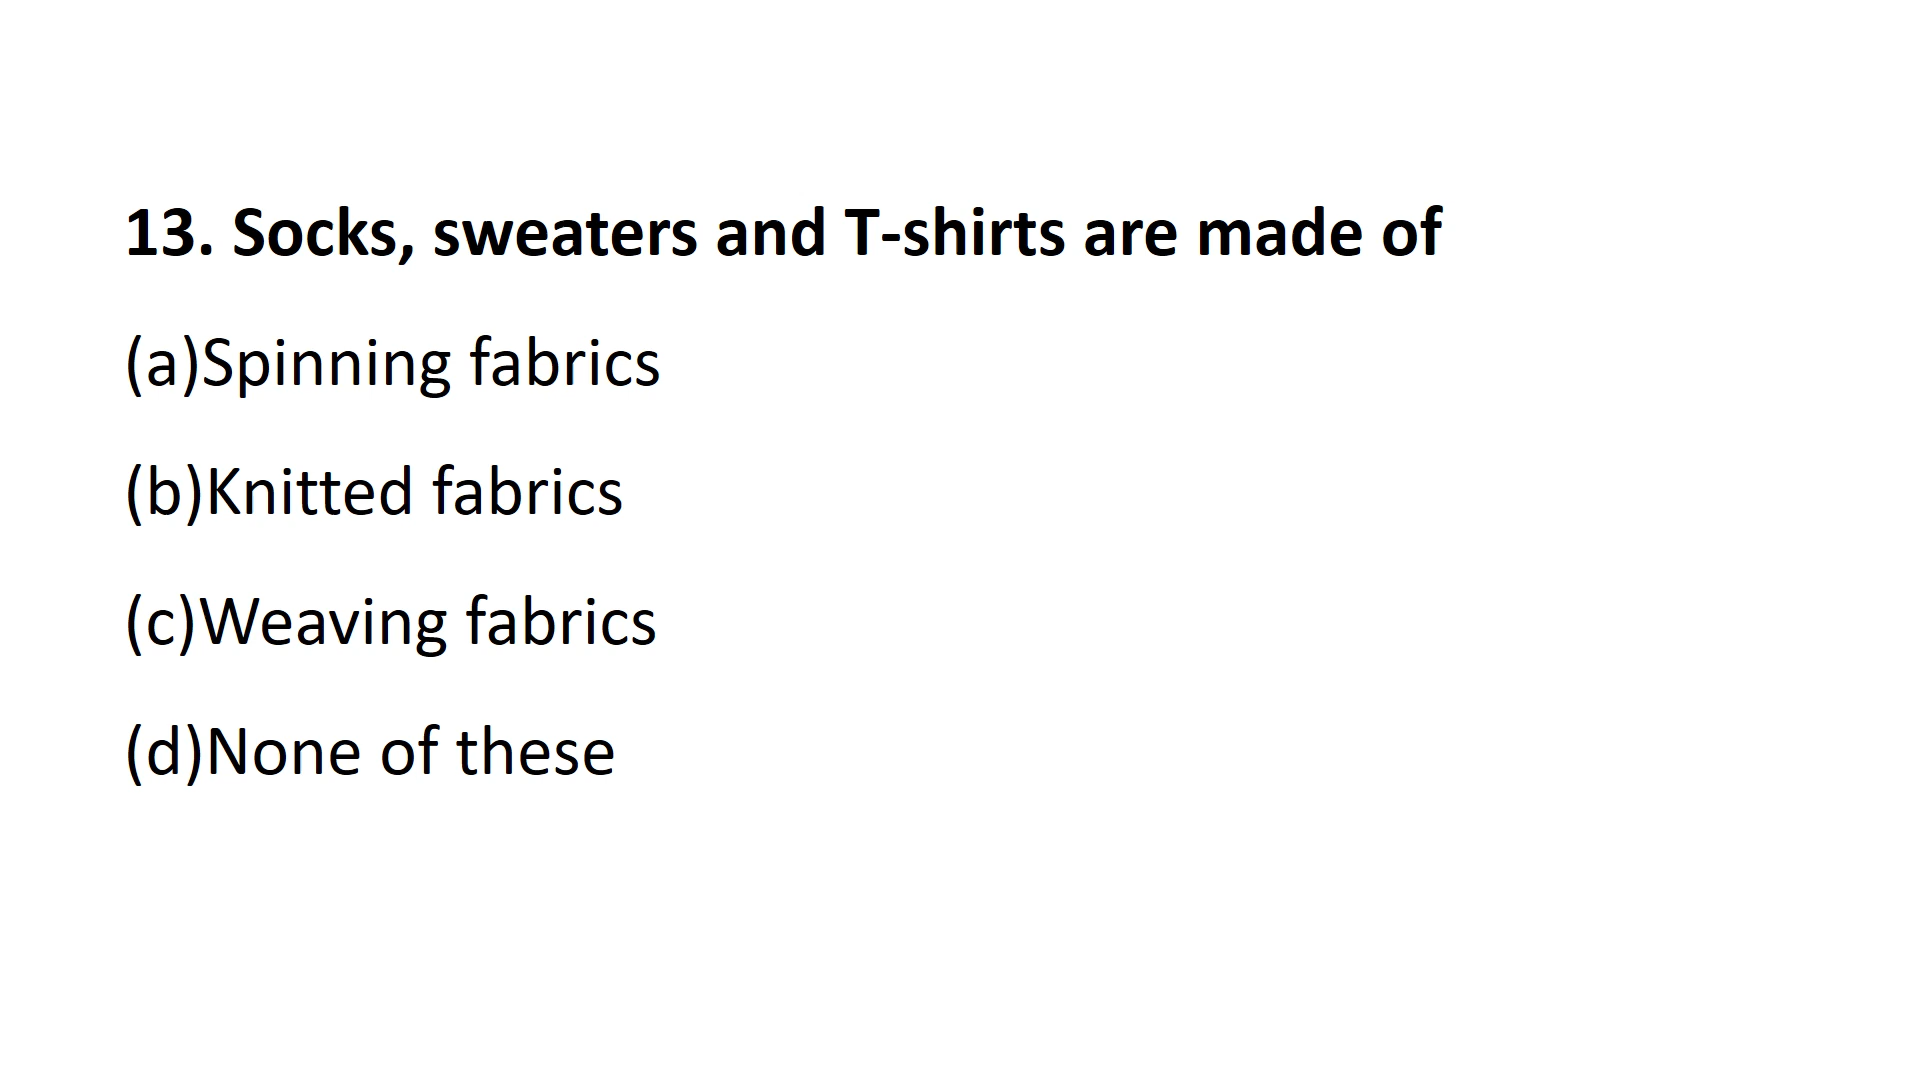 13. Socks, sweaters and T-shirts are made of
(a)Spinning fabrics
(b)Knitted fabrics
(c)Weaving fabrics
(d)None of these